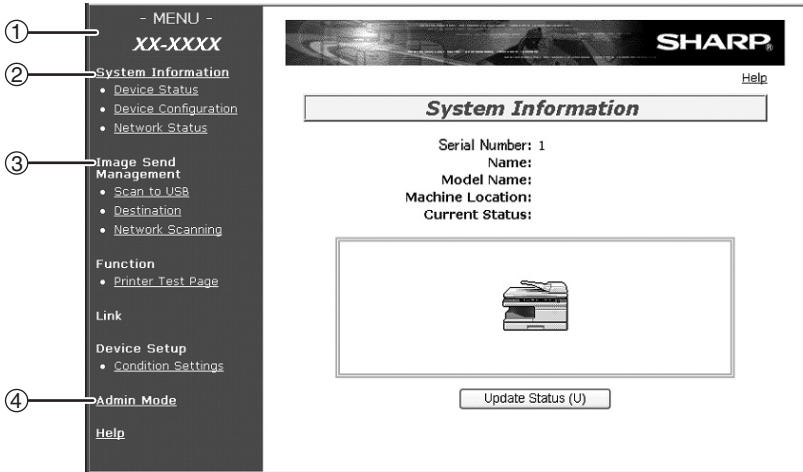 ①
- MENU -
XX-XXXX
②
System Information
• Device Status
• Device Configuration
• Network Status
③
Image Send
Management
• Scan to USB
• Destination
• Network Scanning
Function
• Printer Test Page
Link
Device Setup
• Condition Settings
④
Admin Mode
Help
SHARP
Help
System Information
Serial Number: 1
Name:
Model Name:
Machine Location:
Current Status:
Update Status (U)